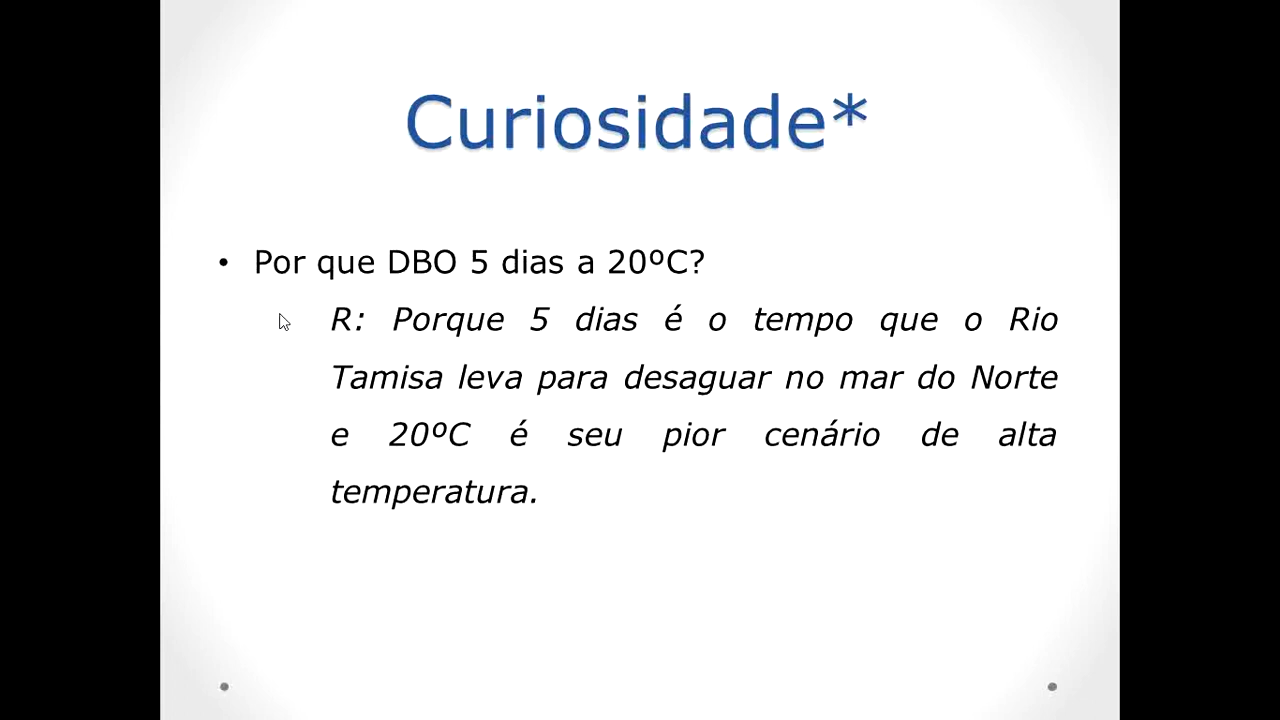 Curiosidade*
• Por que DBO 5 dias a 20ºC?
R: Porque 5 dias é o tempo que o Rio
Tamisa leva para desaguar no mar do Norte
e 20ºC é seu pior cenário de alta
temperatura.